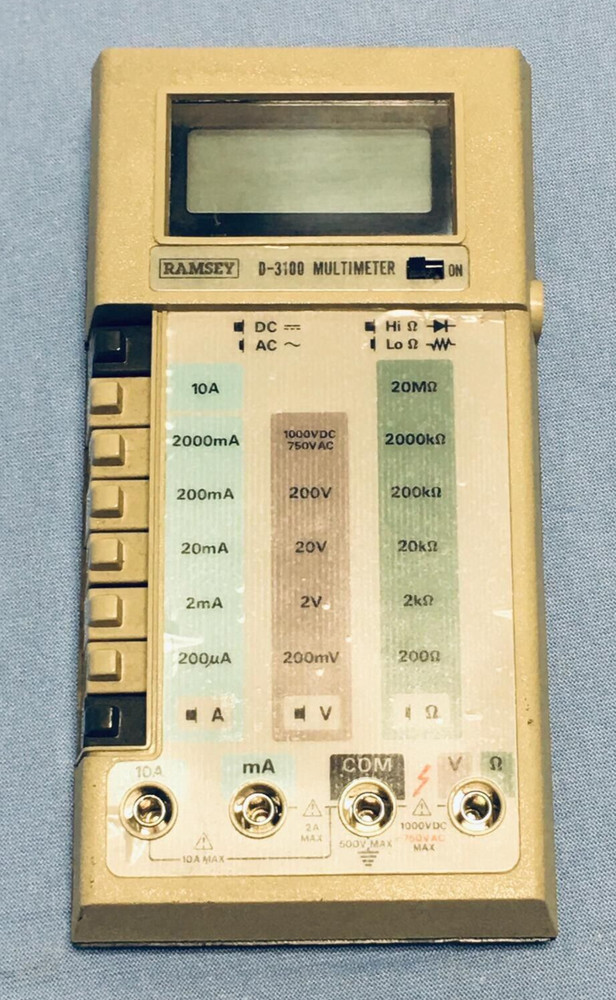 RAMSEY D-3100 MULTIMETER ON
DC Hi Ω
AC ~ Lo Ω
10A 20MΩ
2000mA 1000VDC 2000kΩ
750VAC
200mA 200V 200kΩ
20mA 20V 20kΩ
2mA 2V 2kΩ
200µA 200mV 200Ω
A V Ω
10A mA COM V Ω
2A
MAX
500V MAX
1000VDC
750VAC
MAX
10A MAX